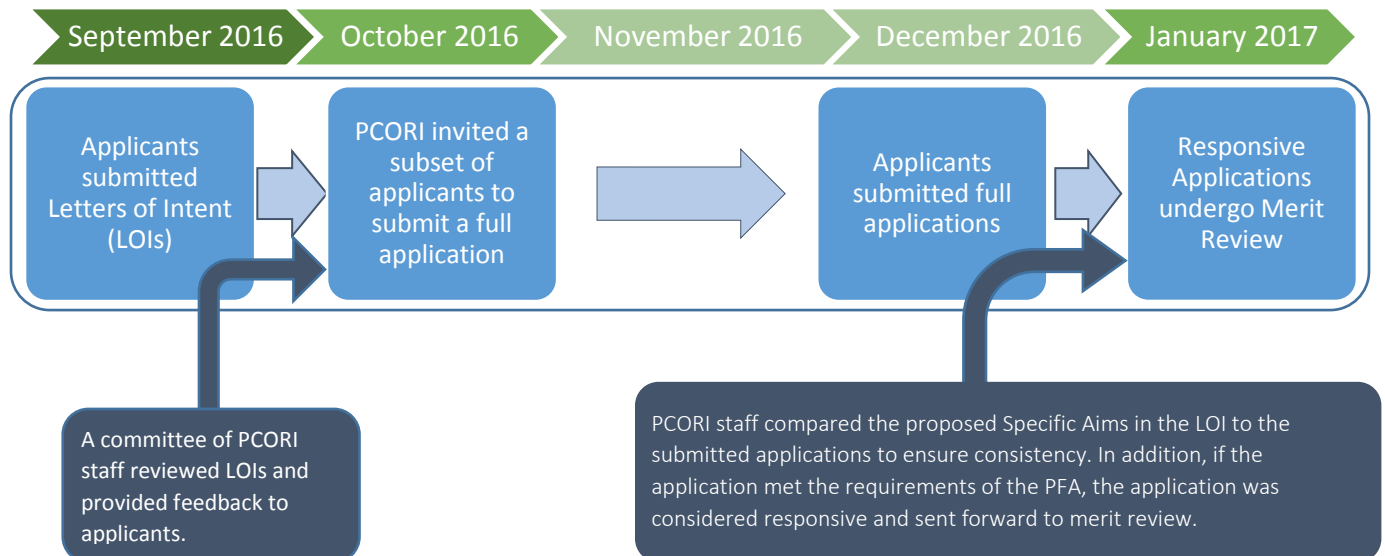 September 2016
October 2016
November 2016
December 2016
January 2017
Applicants
submitted
Letters of Intent
(LOIs)
PCORI invited a
subset of
applicants to
submit a full
application
Applicants
submitted full
applications
Responsive
Applications
undergo Merit
Review
A committee of PCORI
staff reviewed LOIs and
provided feedback to
applicants.
PCORI staff compared the proposed Specific Aims in the LOI to the
submitted applications to ensure consistency. In addition, if the
application met the requirements of the PFA, the application was
considered responsive and sent forward to merit review.